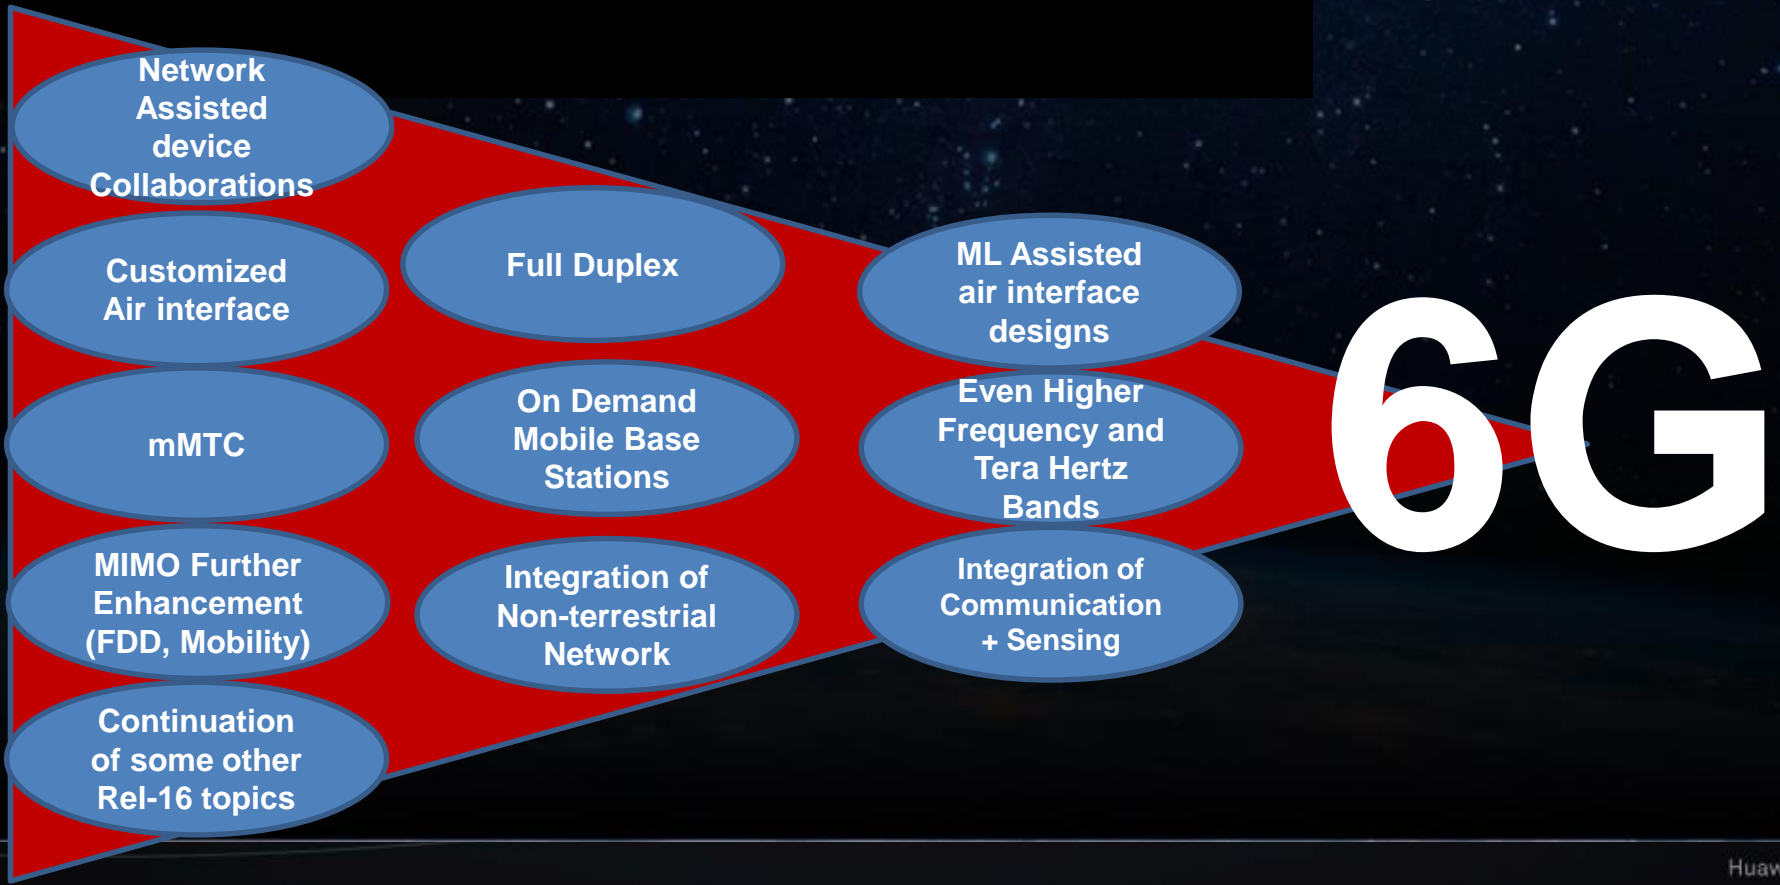 Network
Assisted
device
Collaborations
Customized
Air interface
mMTC
MIMO Further
Enhancement
(FDD, Mobility)
Continuation
of some other
Rel-16 topics
Full Duplex
On Demand
Mobile Base
Stations
Integration of
Non-terrestrial
Network
ML Assisted
air interface
designs
Even Higher
Frequency and
Tera Hertz
Bands
Integration of
Communication
+ Sensing
6G
Huaw